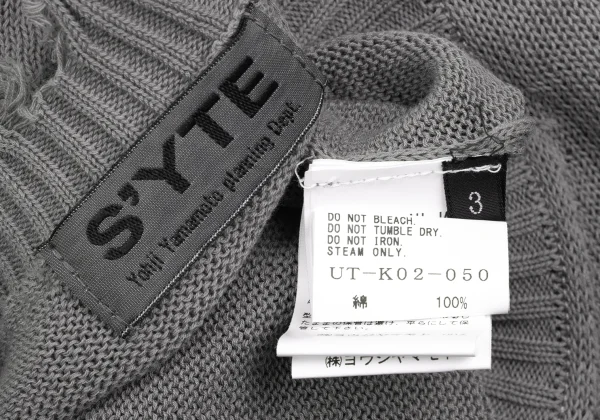 S'YTE
Yohji Yamamoto planning Dept.
3
DO NOT BLEACH.
DO NOT TUMBLE DRY.
DO NOT IRON.
STEAM ONLY.
UT-K02-050
綿 100%